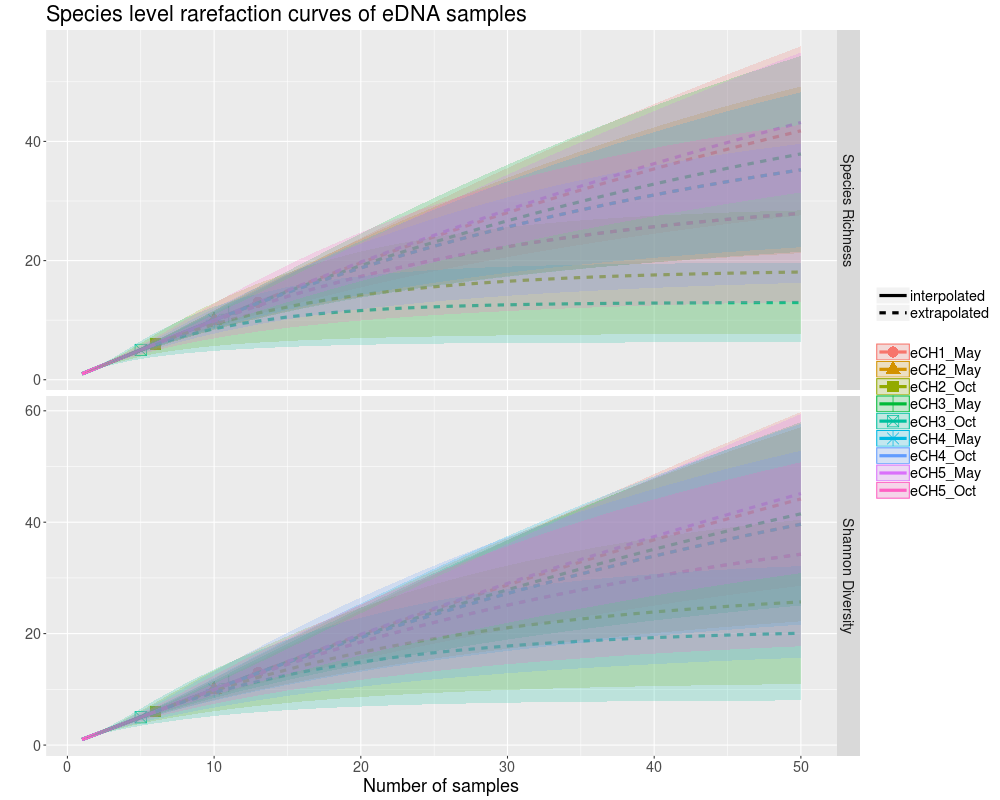 Species level rarefaction curves of eDNA samples
40
20
0
Species Richness
60
40
20
0
Shannon Diversity
0 10 20 30 40 50
Number of samples
interpolated
extrapolated
eCH1_May
eCH2_May
eCH2_Oct
eCH3_May
eCH3_Oct
eCH4_May
eCH4_Oct
eCH5_May
eCH5_Oct